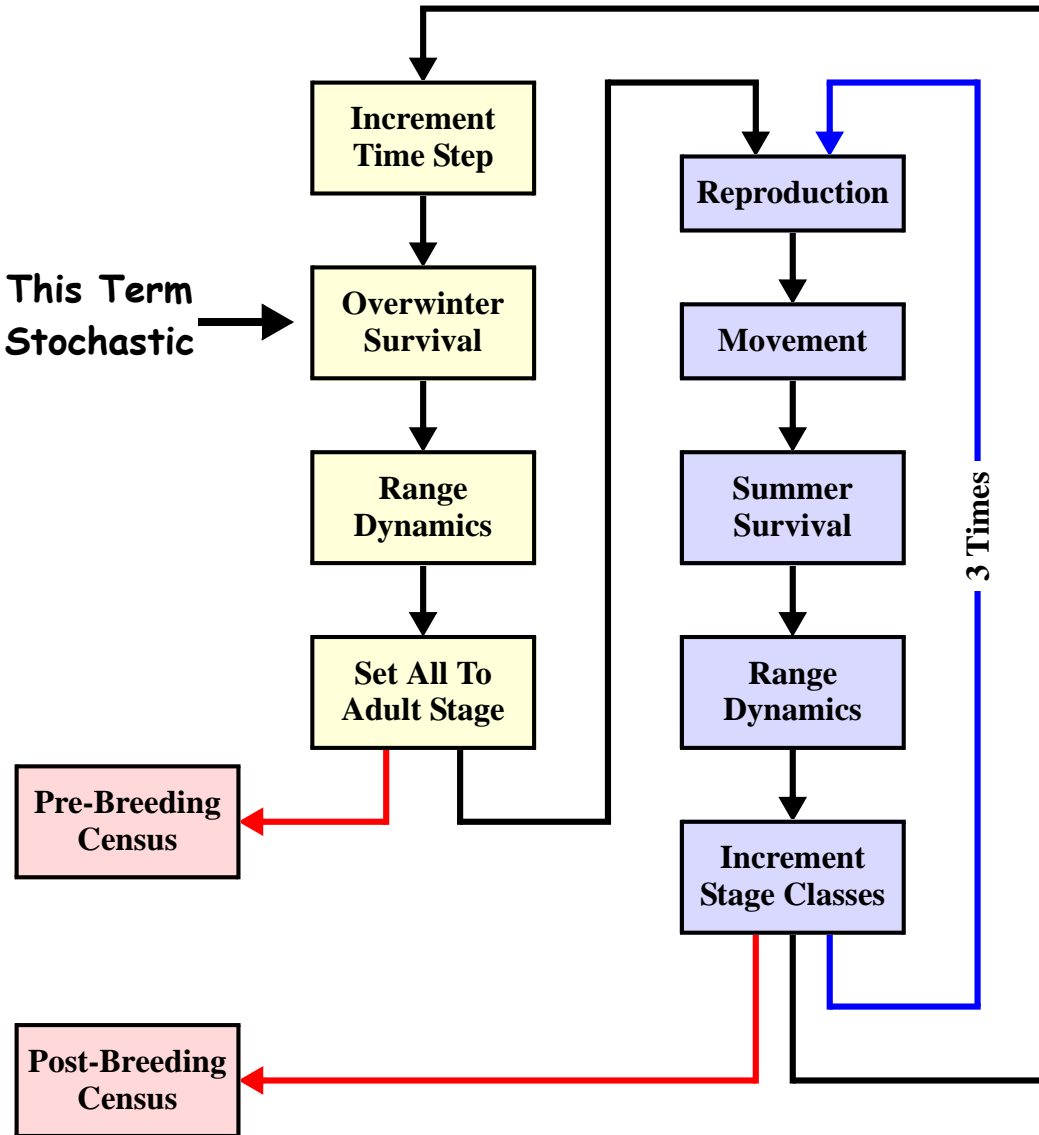 Increment
Time Step
This Term
Stochastic
Overwinter
Survival
Range
Dynamics
Set All To
Adult Stage
Pre-Breeding
Census
Reproduction
Movement
Summer
Survival
Range
Dynamics
Increment
Stage Classes
3 Times
Post-Breeding
Census